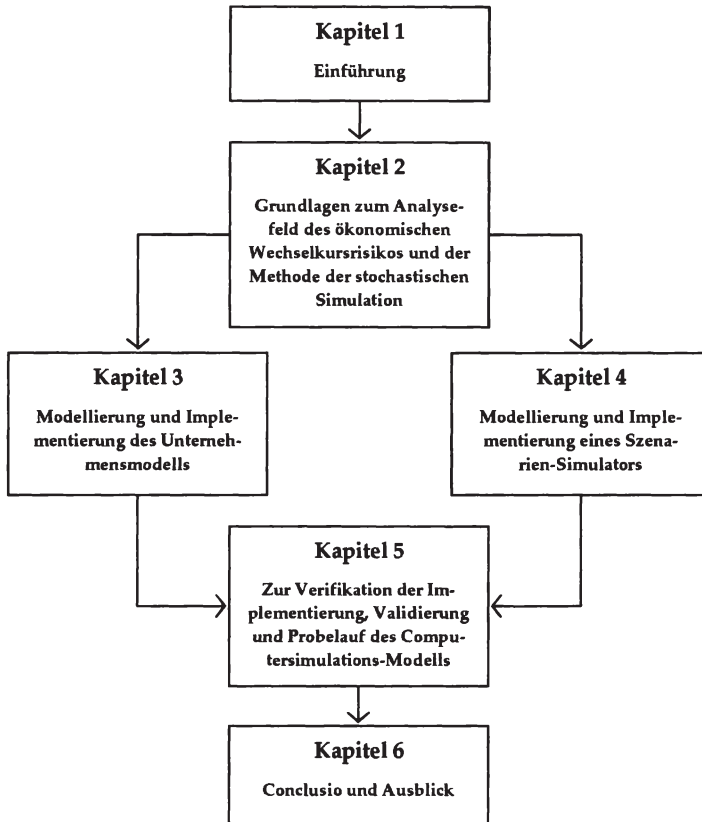 Kapitel 1
Einführung
Kapitel 2
Grundlagen zum Analyse-
feld des ökonomischen
Wechselkursrisikos und der
Methode der stochastischen
Simulation
Kapitel 3
Modellierung und Imple-
mentierung des Unterneh-
mensmodells
Kapitel 4
Modellierung und Imple-
mentierung eines Szena-
rien-Simulators
Kapitel 5
Zur Verifikation der Im-
plementierung, Validierung
und Probelauf des Compu-
tersimulations-Modells
Kapitel 6
Conclusio und Ausblick